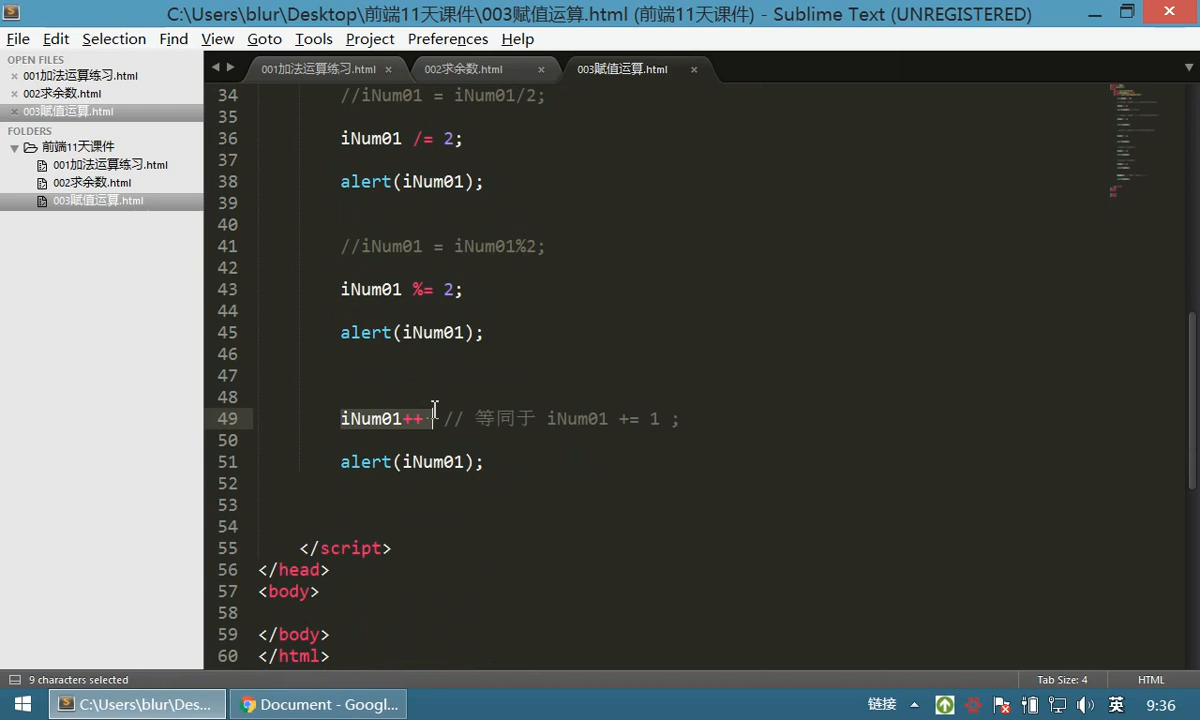 C:\Users\blur\Desktop\前端11天课件\003赋值运算.html (前端11天课件) - Sublime Text (UNREGISTERED)
File Edit Selection Find View Goto Tools Project Preferences Help
OPEN FILES
001加法运算练习.html
002求余数.html
003赋值运算.html
FOLDERS
前端11天课件
001加法运算练习.html
002求余数.html
003赋值运算.html
001加法运算练习.html 002求余数.html 003赋值运算.html
34 //iNum01 = iNum01/2;
35
36 iNum01 /= 2;
37
38 alert(iNum01);
39
40
41 //iNum01 = iNum01%2;
42
43 iNum01 %= 2;
44
45 alert(iNum01);
46
47
48
49 iNum01++ // 等同于 iNum01 += 1 ;
50
51 alert(iNum01);
52
53
54
55 </script>
56 </head>
57 <body>
58
59 </body>
60 </html>
9 characters selected Tab Size: 4 HTML
C:\Users\blur\Des... Document - Googl... 链接 英 9:36